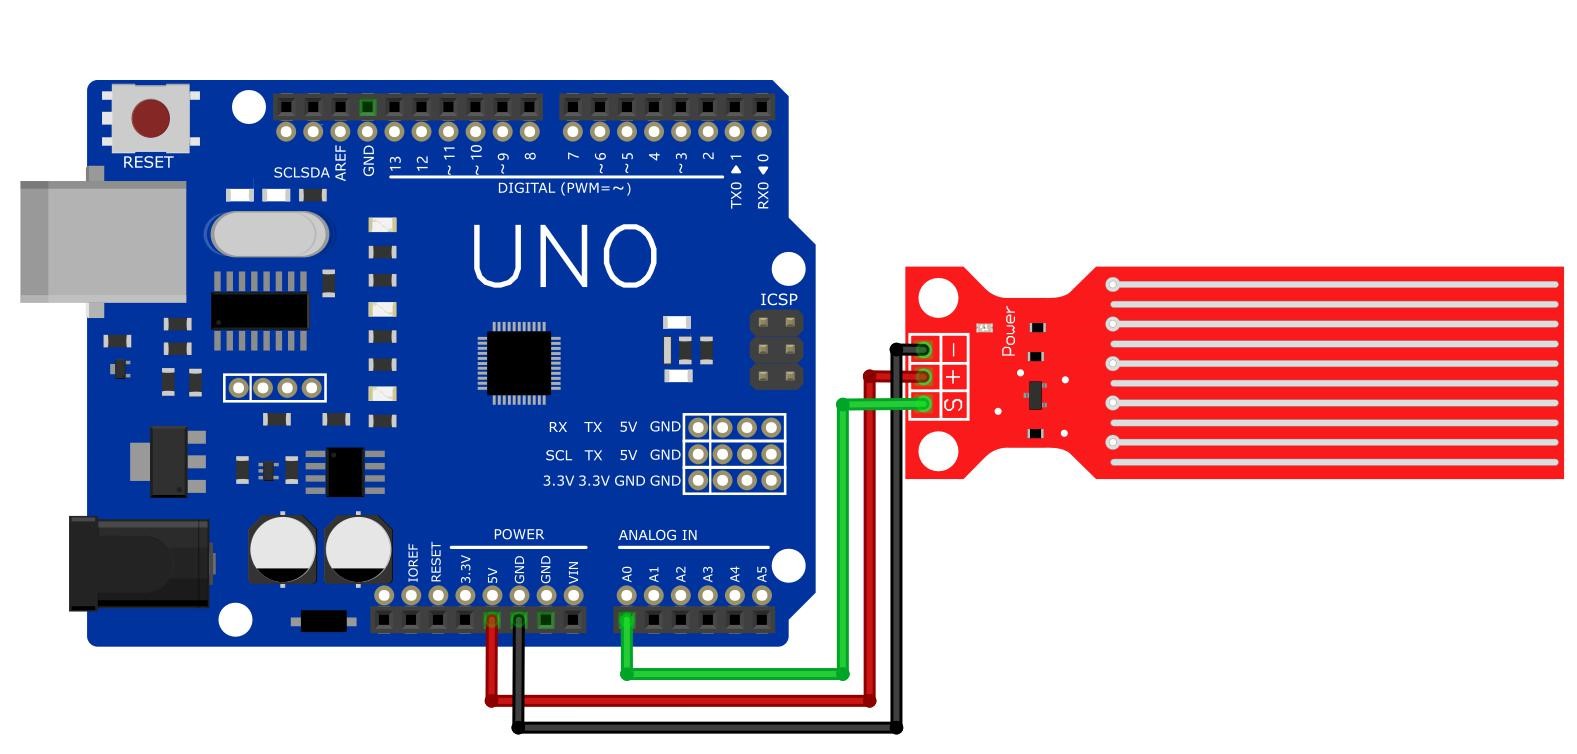 RESET
SCLSDA AREF GND 13 12 ~11 ~10 ~9 8 7 ~6 ~5 4 ~3 2 TX0 ▶ 1 RX0 ◀ 0
DIGITAL (PWM=~)
UNO
ICSP
RX TX 5V GND
SCL TX 5V GND
3.3V 3.3V GND GND
POWER
ANALOG IN
IOREF RESET 3.3V 5V GND GND VIN A0 A1 A2 A3 A4 A5
Power
−
+
S